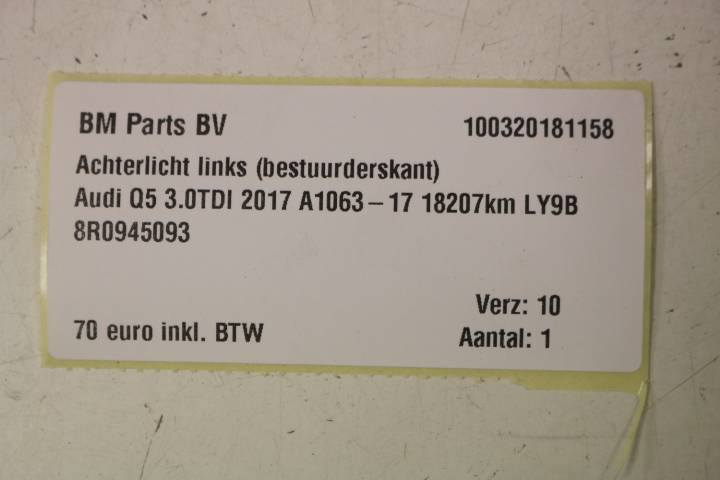 BM Parts BV 100320181158
Achterlicht links (bestuurderskant)
Audi Q5 3.0TDI 2017 A1063-17 18207km LY9B
8R0945093
Verz: 10
70 euro inkl. BTW Aantal: 1